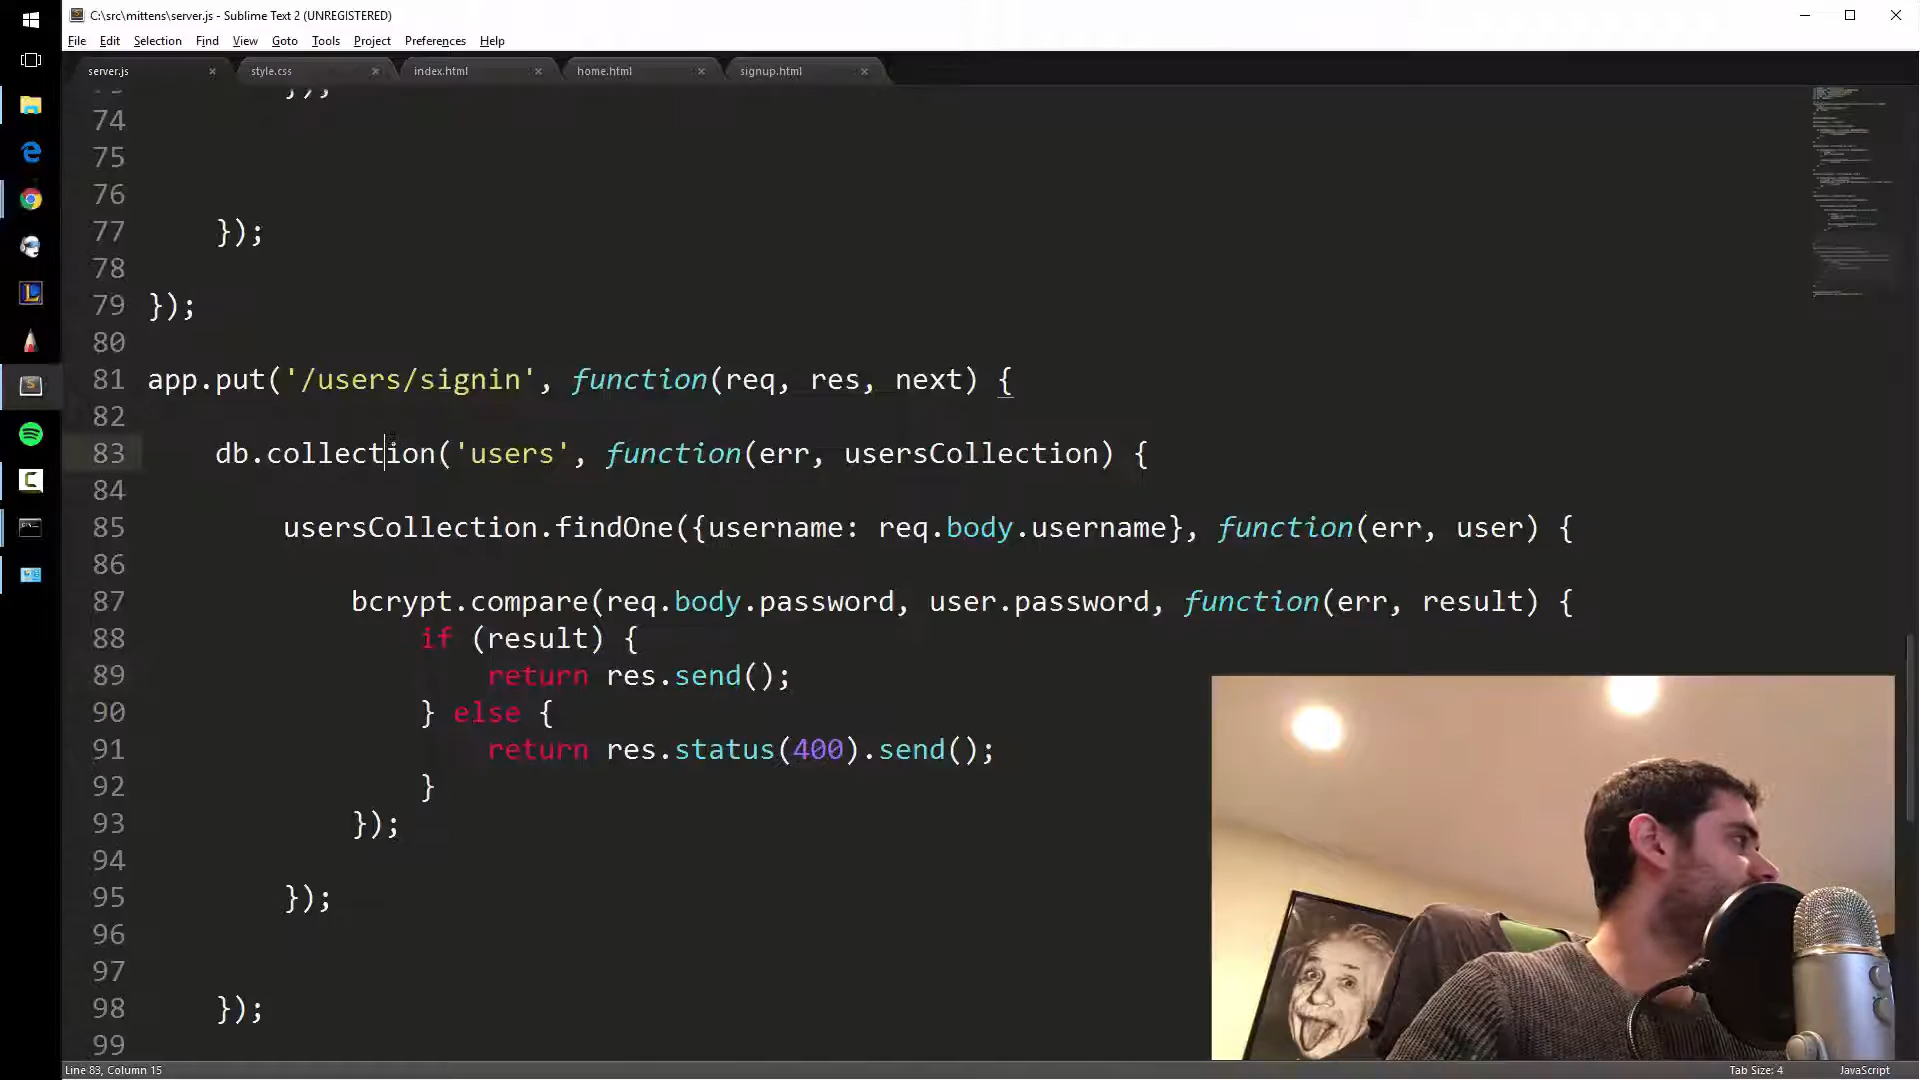 C:\src\mittens\server.js - Sublime Text 2 (UNREGISTERED)
File Edit Selection Find View Goto Tools Project Preferences Help
server.js style.css index.html home.html signup.html
});
74
75
76
77 });
78
79 });
80
81 app.put('/users/signin', function(req, res, next) {
82
83 db.collection('users', function(err, usersCollection) {
84
85 usersCollection.findOne({username: req.body.username}, function(err, user) {
86
87 bcrypt.compare(req.body.password, user.password, function(err, result) {
88 if (result) {
89 return res.send();
90 } else {
91 return res.status(400).send();
92 }
93 });
94
95 });
96
97
98 });
99
Line 83, Column 15 Tab Size: 4 JavaScript